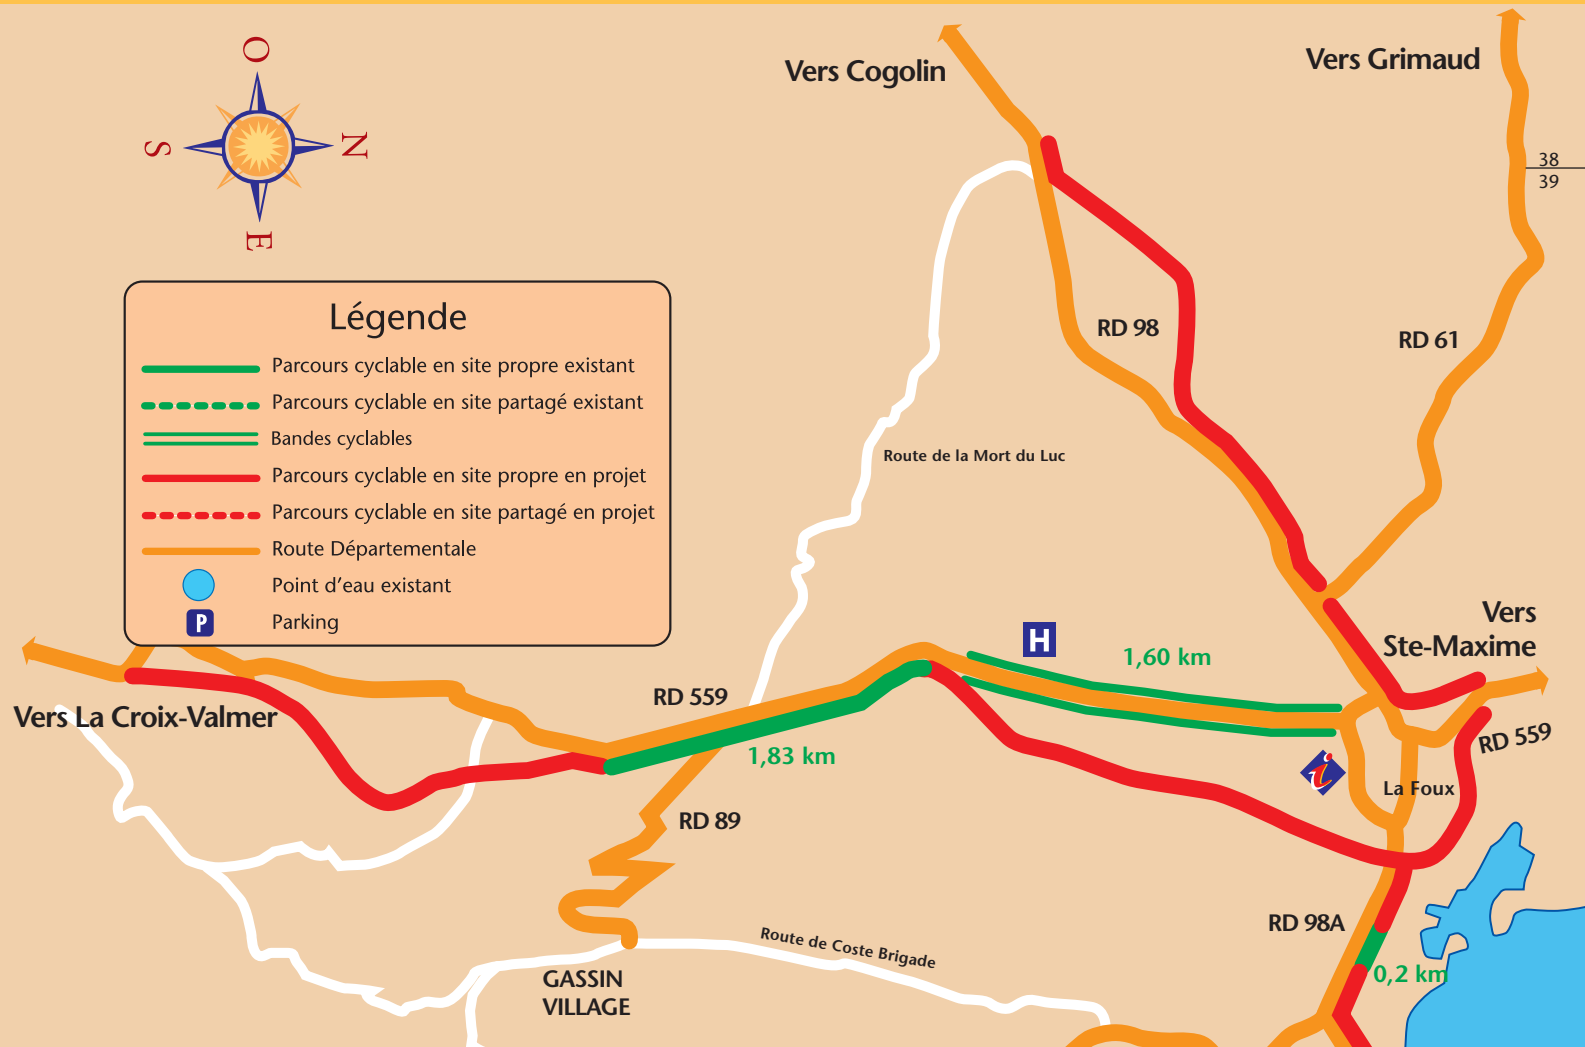 O
N
S
E
Vers Cogolin
Vers Grimaud
38
39
Légende
Parcours cyclable en site propre existant
Parcours cyclable en site partagé existant
Bandes cyclables
Parcours cyclable en site propre en projet
Parcours cyclable en site partagé en projet
Route Départementale
Point d'eau existant
P
Parking
RD 98
RD 61
Route de la Mort du Luc
Vers
Ste-Maxime
H
1,60 km
RD 559
Vers La Croix-Valmer
1,83 km
RD 559
i
La Foux
RD 89
RD 98A
Route de Coste Brigade
0,2 km
GASSIN
VILLAGE